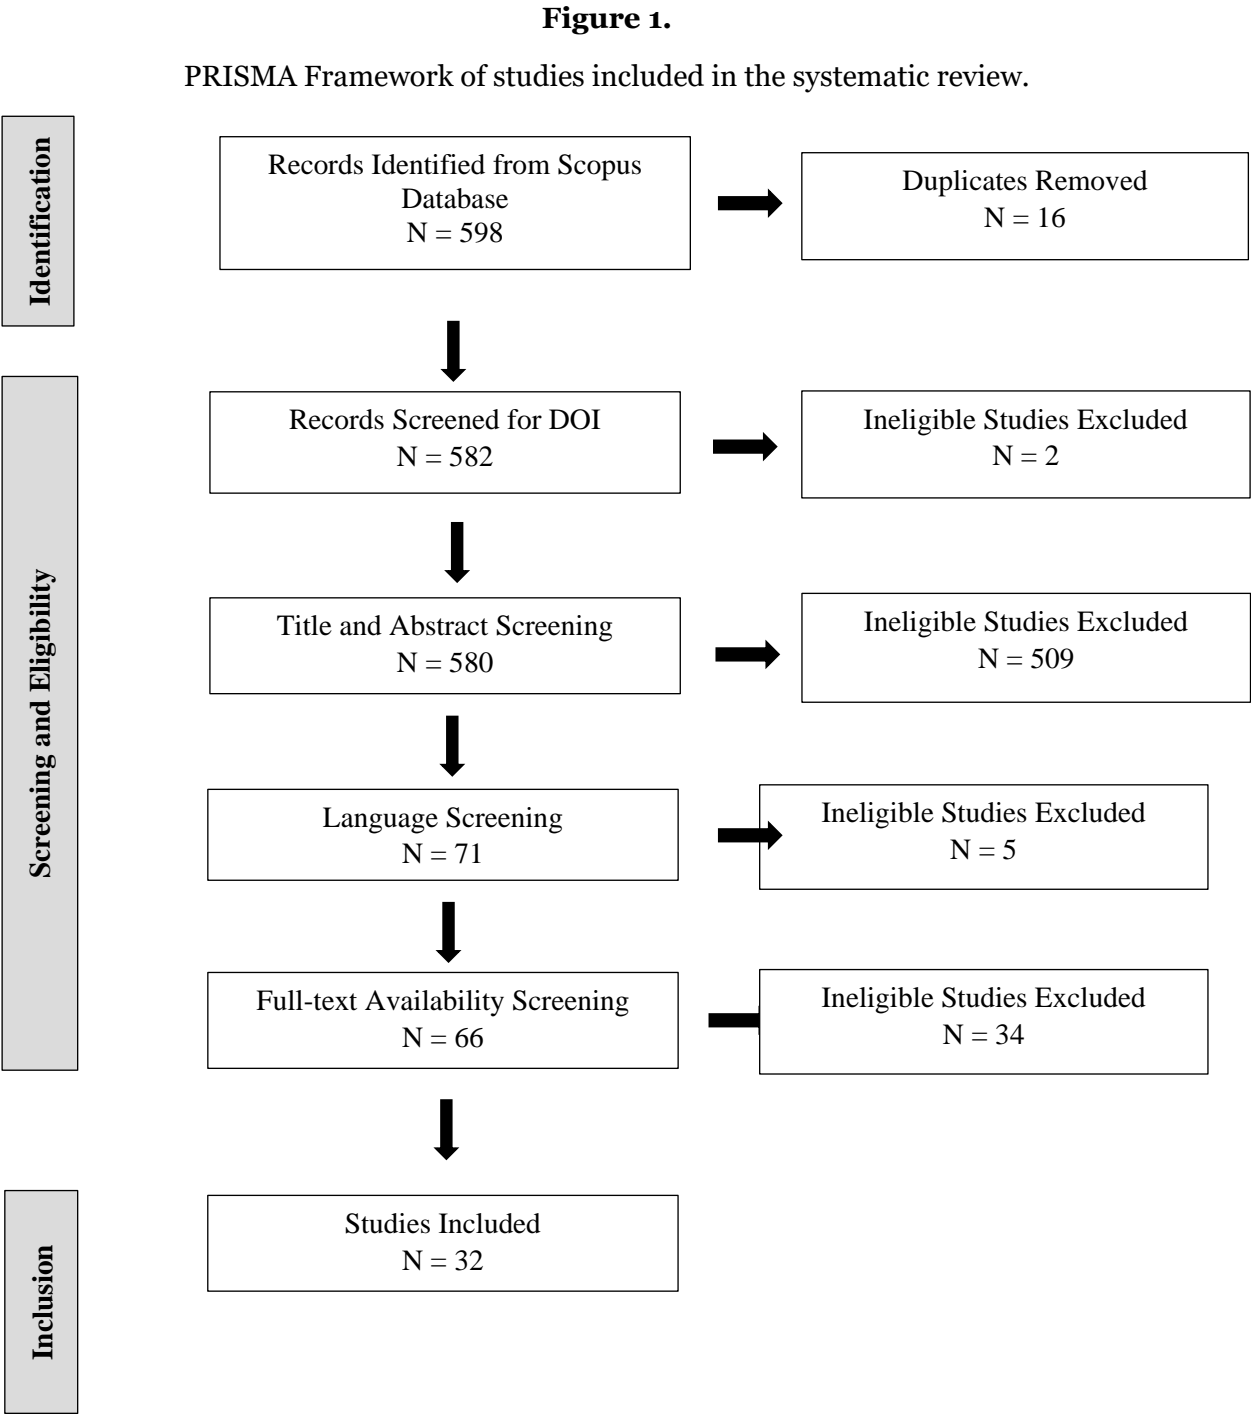 Figure 1.
PRISMA Framework of studies included in the systematic review.
Identification
Records Identified from Scopus
Database
N = 598
Duplicates Removed
N = 16
Screening and Eligibility
Records Screened for DOI
N = 582
Ineligible Studies Excluded
N = 2
Title and Abstract Screening
N = 580
Ineligible Studies Excluded
N = 509
Language Screening
N = 71
Ineligible Studies Excluded
N = 5
Full-text Availability Screening
N = 66
Ineligible Studies Excluded
N = 34
Inclusion
Studies Included
N = 32